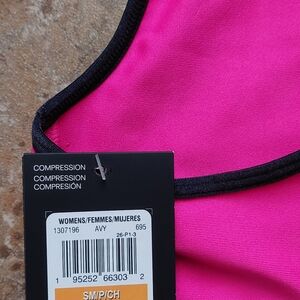 COMPRESSION
COMPRESSION
COMPRESIÓN
WOMENS/FEMMES/MUJERES
1307196 AVY 695
26-P1-3
1 95252 66303 2
SM/P/CH